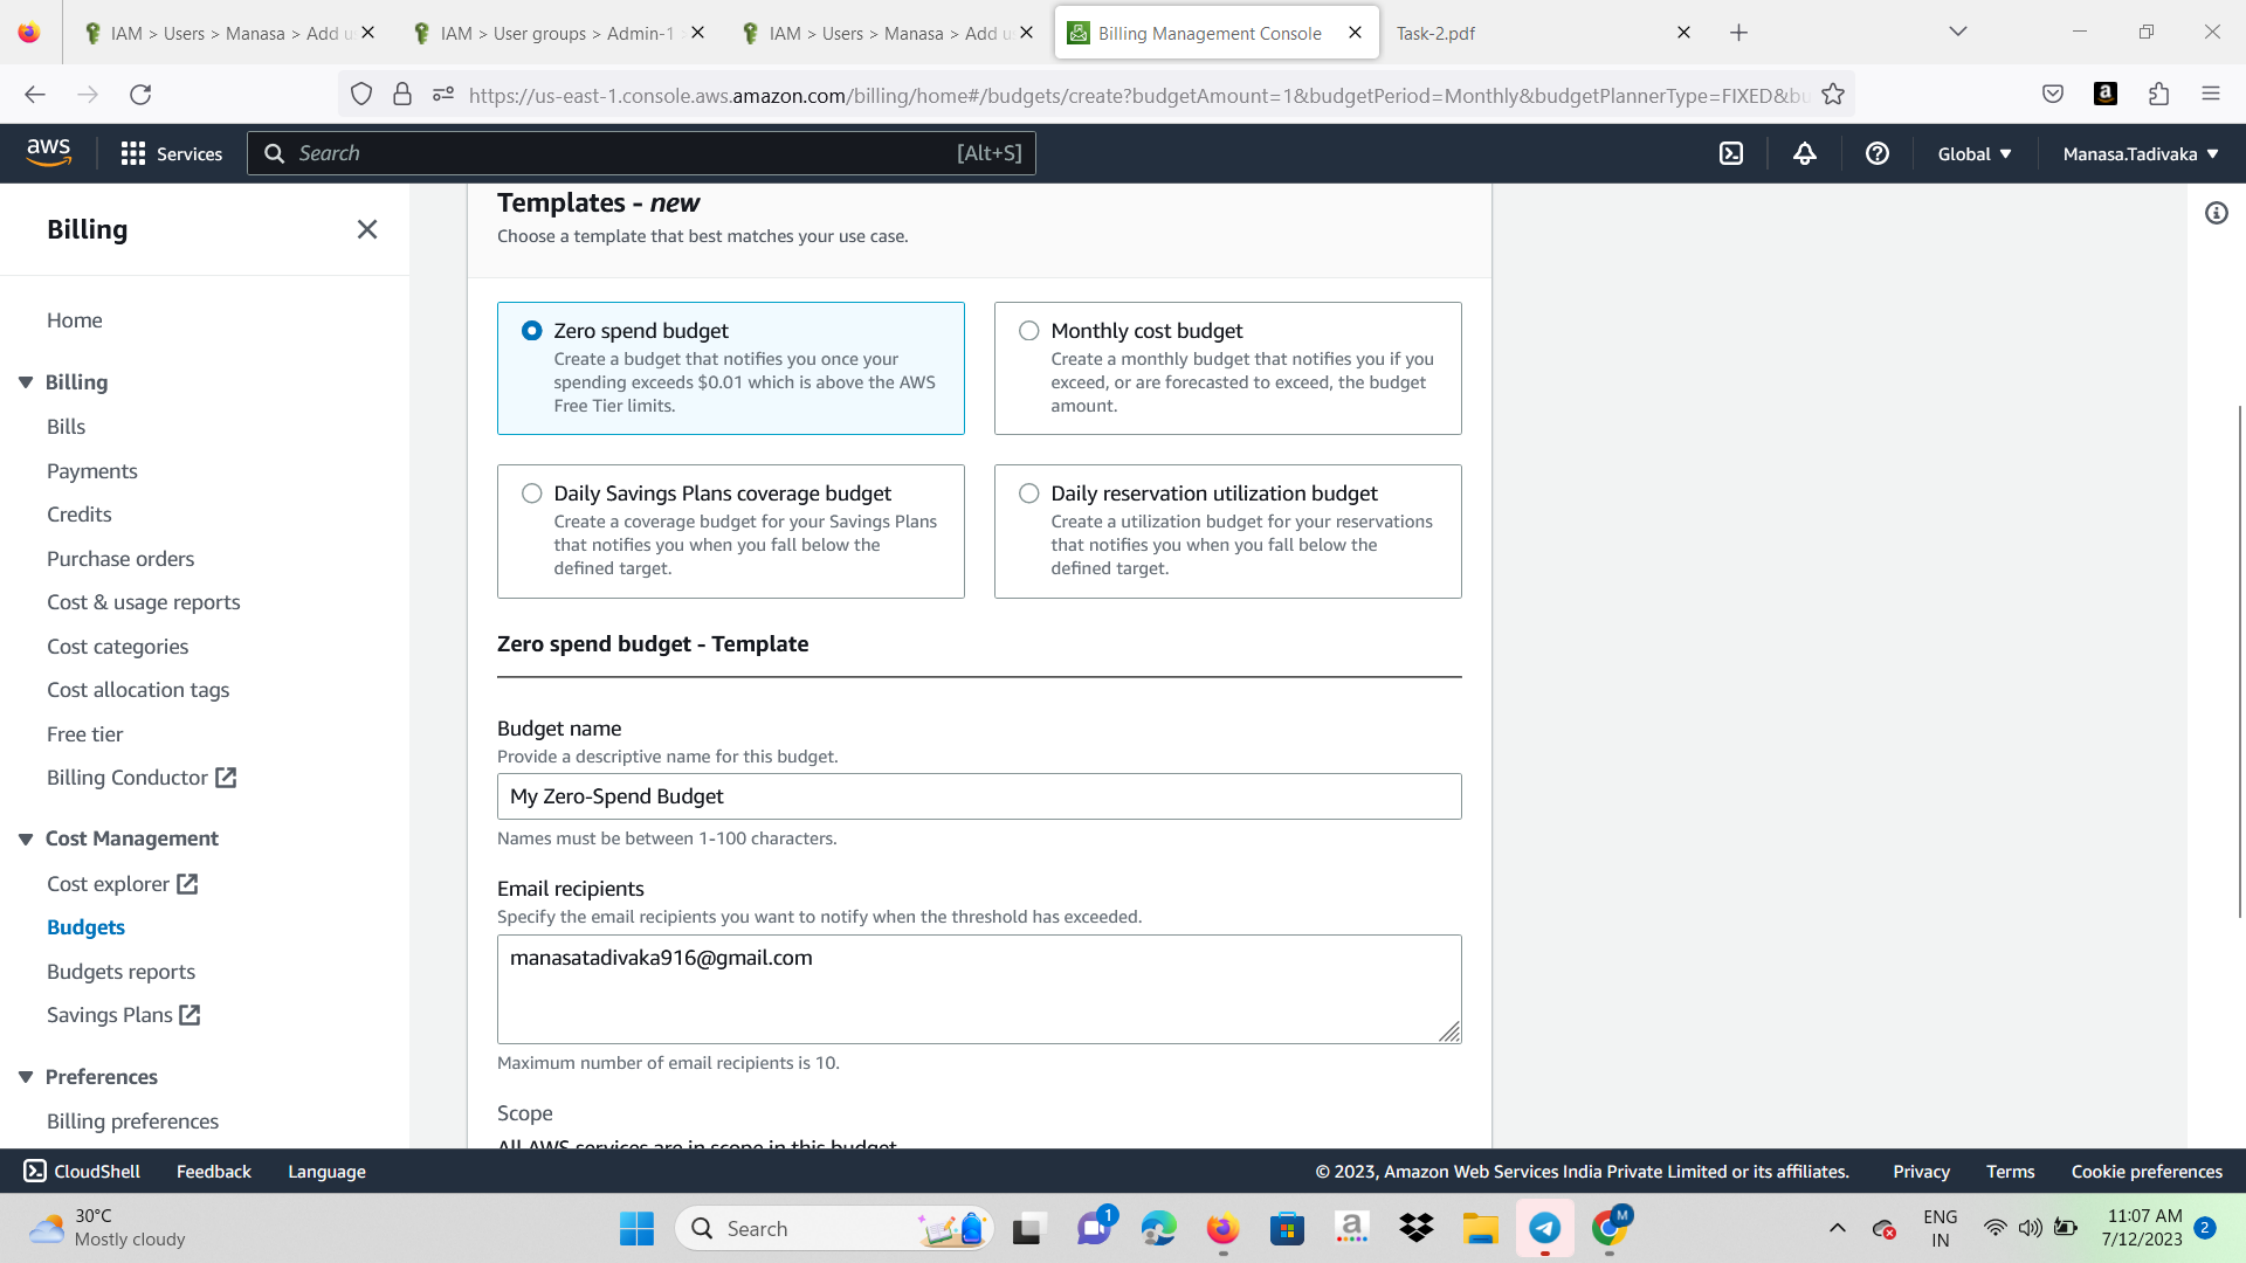 IAM > Users > Manasa > Add u
IAM > User groups > Admin-1
IAM > Users > Manasa > Add u
Billing Management Console
Task-2.pdf
https://us-east-1.console.aws.amazon.com/billing/home#/budgets/create?budgetAmount=1&budgetPeriod=Monthly&budgetPlannerType=FIXED&bu
aws
Services
Search
[Alt+S]
Global
Manasa.Tadivaka
Billing
Home
Billing
Bills
Payments
Credits
Purchase orders
Cost & usage reports
Cost categories
Cost allocation tags
Free tier
Billing Conductor
Cost Management
Cost explorer
Budgets
Budgets reports
Savings Plans
Preferences
Billing preferences
Templates - new
Choose a template that best matches your use case.
Zero spend budget
Create a budget that notifies you once your
spending exceeds $0.01 which is above the AWS
Free Tier limits.
Monthly cost budget
Create a monthly budget that notifies you if you
exceed, or are forecasted to exceed, the budget
amount.
Daily Savings Plans coverage budget
Create a coverage budget for your Savings Plans
that notifies you when you fall below the
defined target.
Daily reservation utilization budget
Create a utilization budget for your reservations
that notifies you when you fall below the
defined target.
Zero spend budget - Template
Budget name
Provide a descriptive name for this budget.
My Zero-Spend Budget
Names must be between 1-100 characters.
Email recipients
Specify the email recipients you want to notify when the threshold has exceeded.
manasatadivaka916@gmail.com
Maximum number of email recipients is 10.
Scope
All AWS services are in scope in this budget
CloudShell
Feedback
Language
© 2023, Amazon Web Services India Private Limited or its affiliates.
Privacy
Terms
Cookie preferences
30°C
Mostly cloudy
Search
1
a
M
ENG
IN
11:07 AM
7/12/2023
2